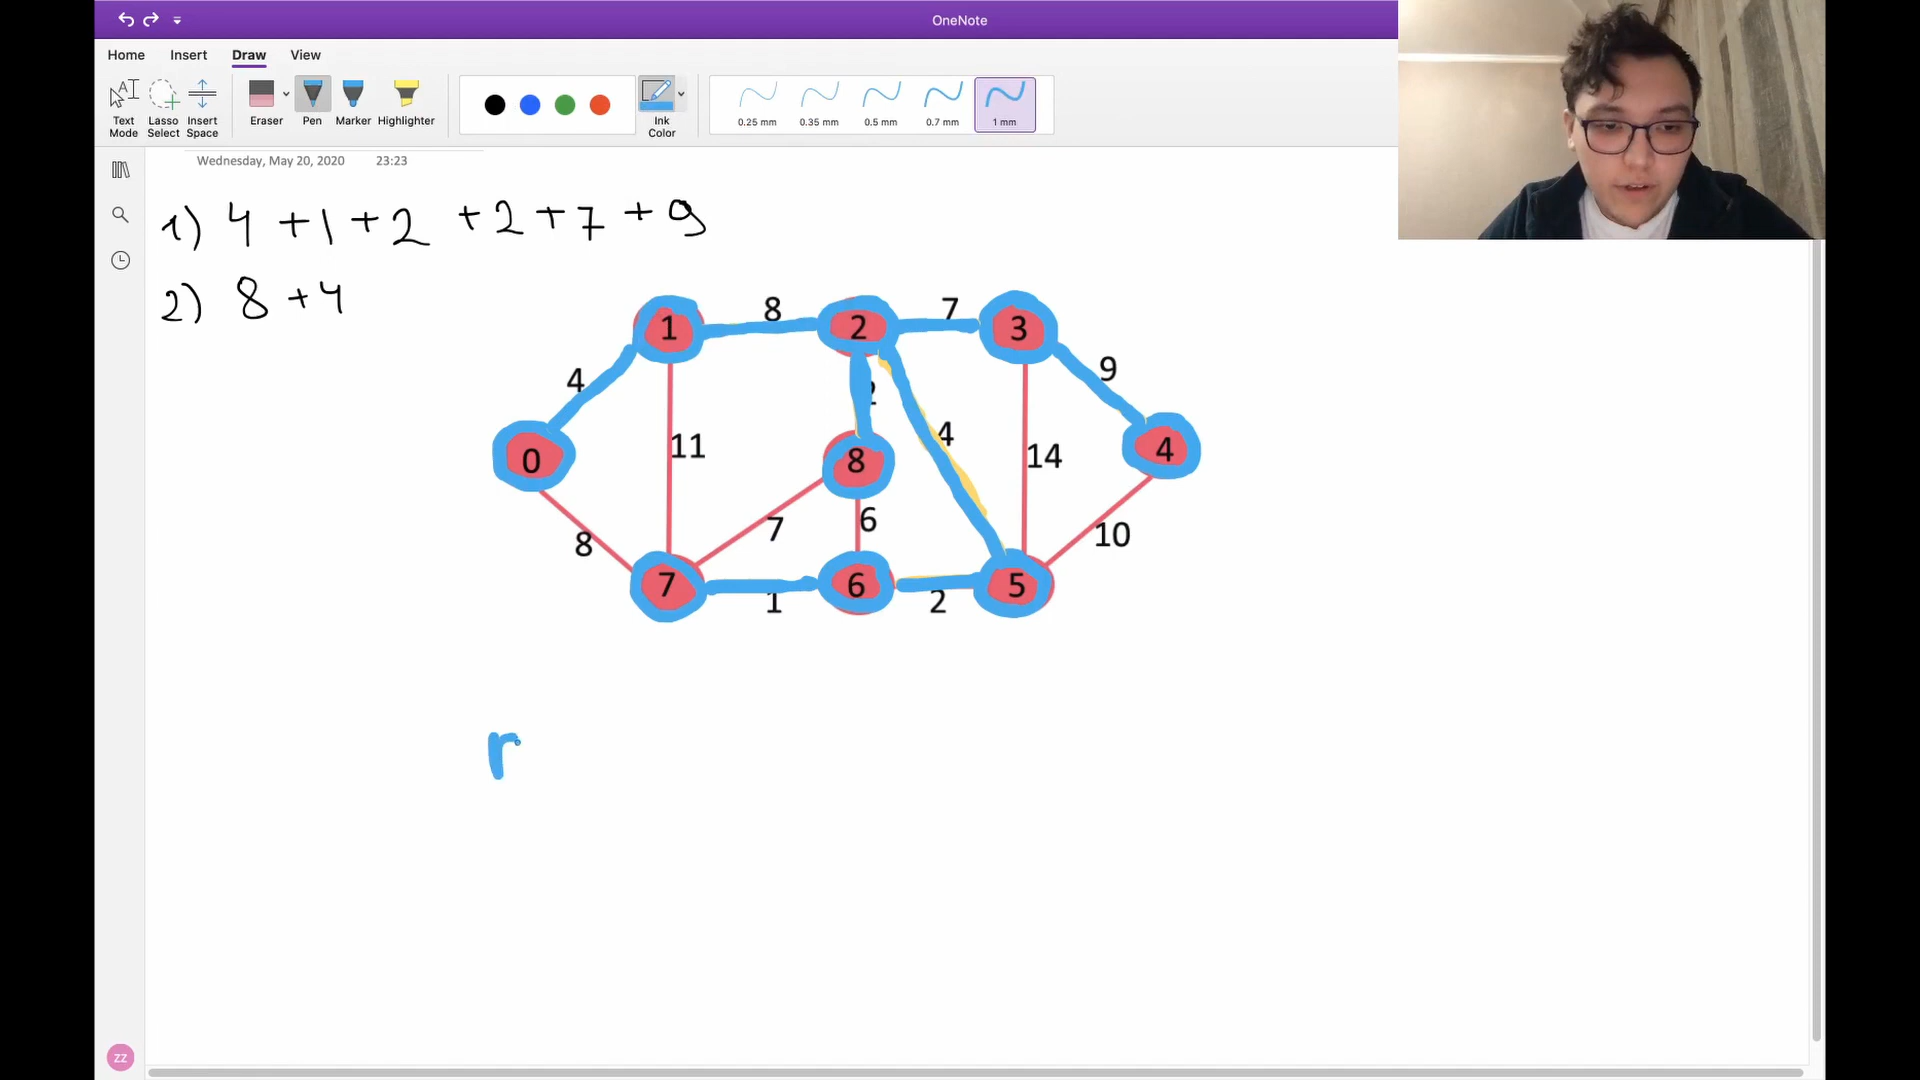 OneNote
Home Insert Draw View
Text Mode
Lasso Select
Insert Space
Eraser
Pen
Marker
Highlighter
Ink Color
0.25 mm
0.35 mm
0.5 mm
0.7 mm
1 mm
Wednesday, May 20, 2020 23:23
1) 4 + 1 + 2 + 2 + 7 + 9
2) 8 + 4
8 7
1 2 3
4 9
2
11 4 14
0 8 4
6
8 7 10
7 6 5
1 2
r
ZZ